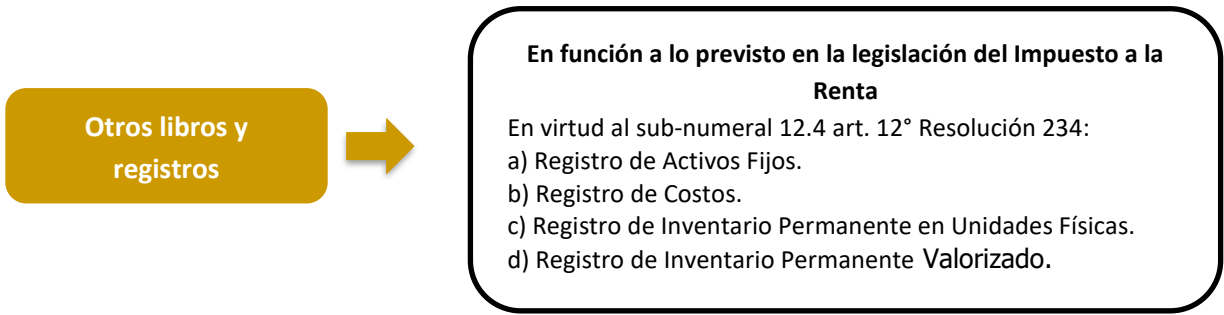 Otros libros y
registros
En función a lo previsto en la legislación del Impuesto a la
Renta
En virtud al sub-numeral 12.4 art. 12° Resolución 234:
a) Registro de Activos Fijos.
b) Registro de Costos.
c) Registro de Inventario Permanente en Unidades Físicas.
d) Registro de Inventario Permanente Valorizado.